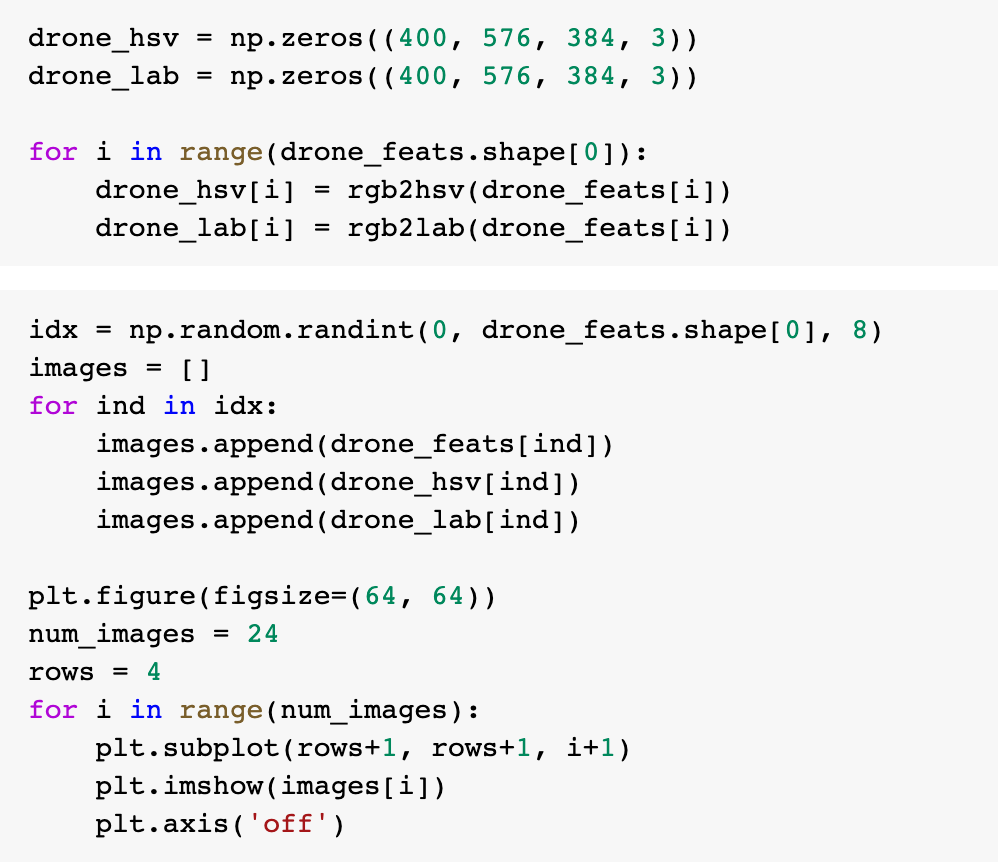 drone_hsv = np.zeros((400, 576, 384, 3))
drone_lab = np.zeros((400, 576, 384, 3))

for i in range(drone_feats.shape[0]):
    drone_hsv[i] = rgb2hsv(drone_feats[i])
    drone_lab[i] = rgb2lab(drone_feats[i])

idx = np.random.randint(0, drone_feats.shape[0], 8)
images = []
for ind in idx:
    images.append(drone_feats[ind])
    images.append(drone_hsv[ind])
    images.append(drone_lab[ind])

plt.figure(figsize=(64, 64))
num_images = 24
rows = 4
for i in range(num_images):
    plt.subplot(rows+1, rows+1, i+1)
    plt.imshow(images[i])
    plt.axis('off')